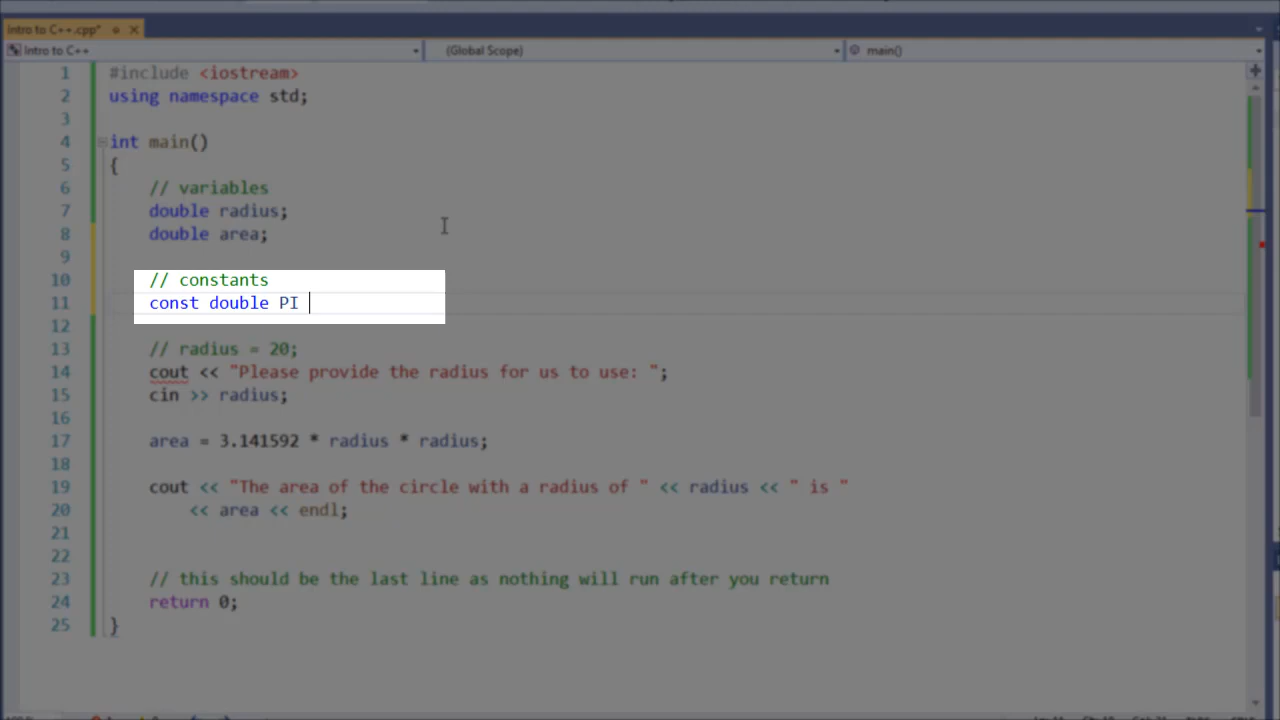 Intro to C++.cpp*
Intro to C++ (Global Scope) main()
1 #include <iostream>
2 using namespace std;
3
4 int main()
5 {
6 // variables
7 double radius;
8 double area;
9
10 // constants
11 const double PI
12
13 // radius = 20;
14 cout << "Please provide the radius for us to use: ";
15 cin >> radius;
16
17 area = 3.141592 * radius * radius;
18
19 cout << "The area of the circle with a radius of " << radius << " is "
20 << area << endl;
21
22
23 // this should be the last line as nothing will run after you return
24 return 0;
25 }